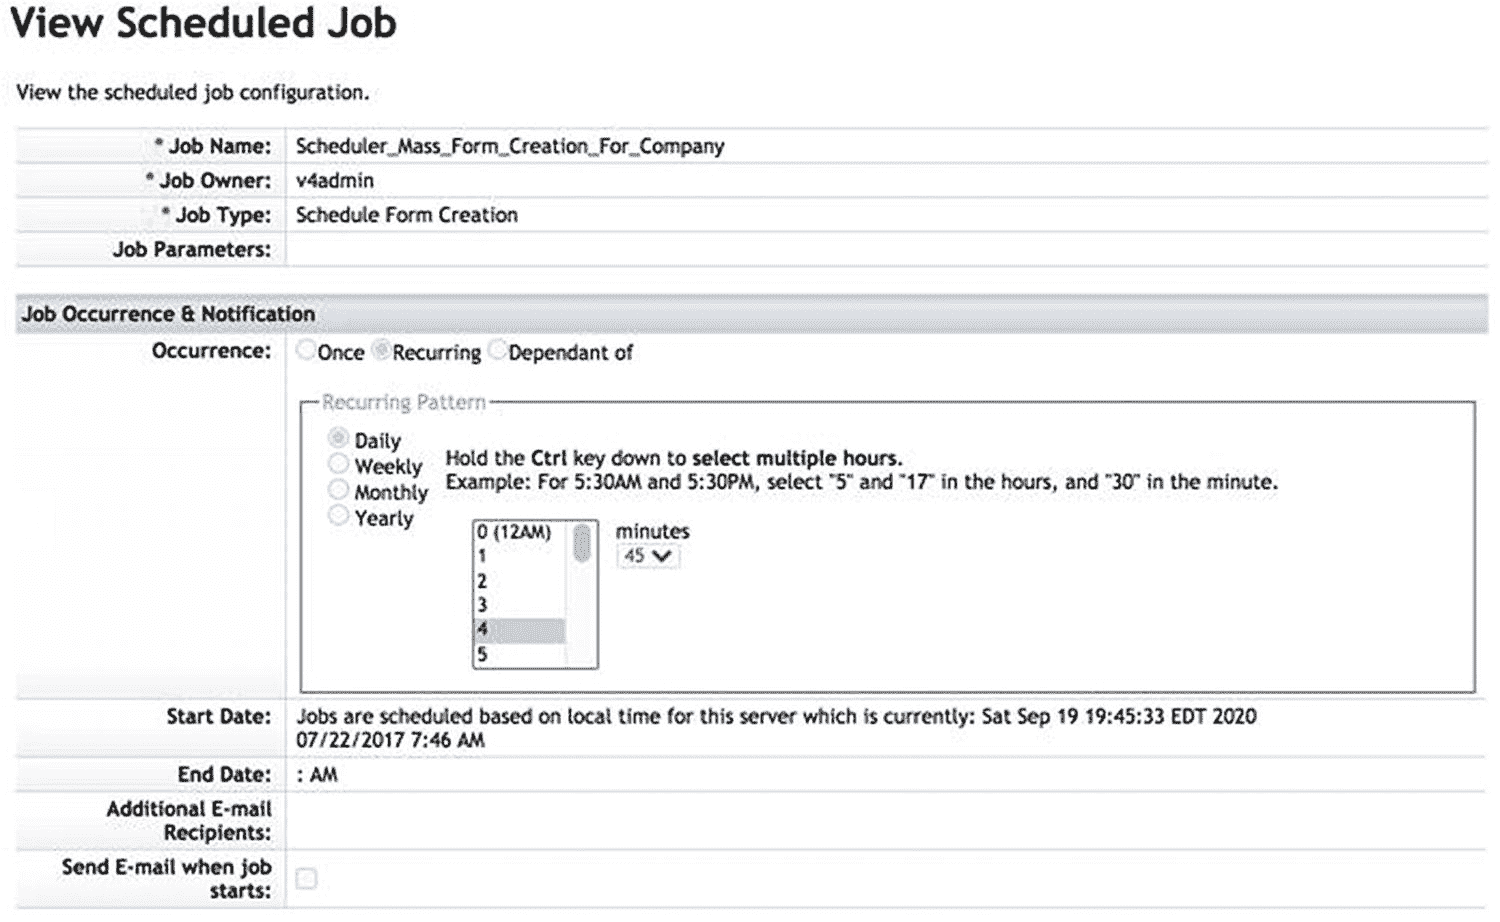 View Scheduled Job
View the scheduled job configuration.
* Job Name: Scheduler_Mass_Form_Creation_For_Company
* Job Owner: v4admin
* Job Type: Schedule Form Creation
Job Parameters:
Job Occurrence & Notification
Occurrence: Once Recurring Dependant of
Recurring Pattern
Daily
Weekly
Monthly
Yearly
Hold the Ctrl key down to select multiple hours.
Example: For 5:30AM and 5:30PM, select "5" and "17" in the hours, and "30" in the minute.
0 (12AM)
1
2
3
4
5
minutes
45
Start Date: Jobs are scheduled based on local time for this server which is currently: Sat Sep 19 19:45:33 EDT 2020
07/22/2017 7:46 AM
End Date: : AM
Additional E-mail
Recipients:
Send E-mail when job
starts: